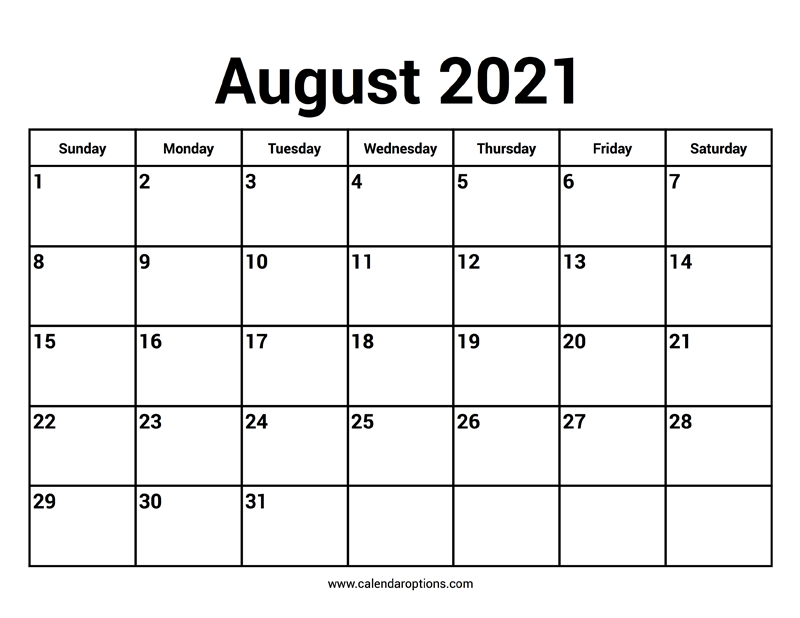 August 2021
Sunday Monday Tuesday Wednesday Thursday Friday Saturday
1 2 3 4 5 6 7
8 9 10 11 12 13 14
15 16 17 18 19 20 21
22 23 24 25 26 27 28
29 30 31
www.calendaroptions.com